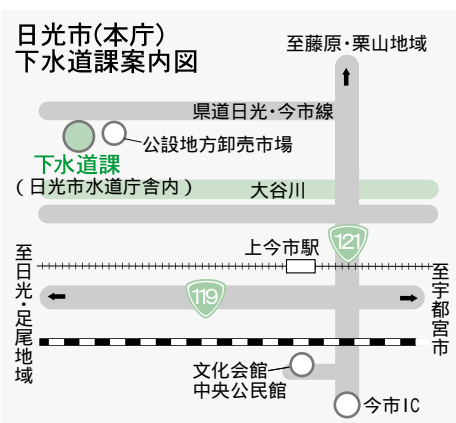 日光市(本庁)
下水道課案内図
至藤原・栗山地域
県道日光・今市線
公設地方卸売市場
下水道課
(日光市水道庁舎内)
大谷川
121
上今市駅
至日光・足尾地域
119
至宇都宮市
文化会館
中央公民館
今市IC